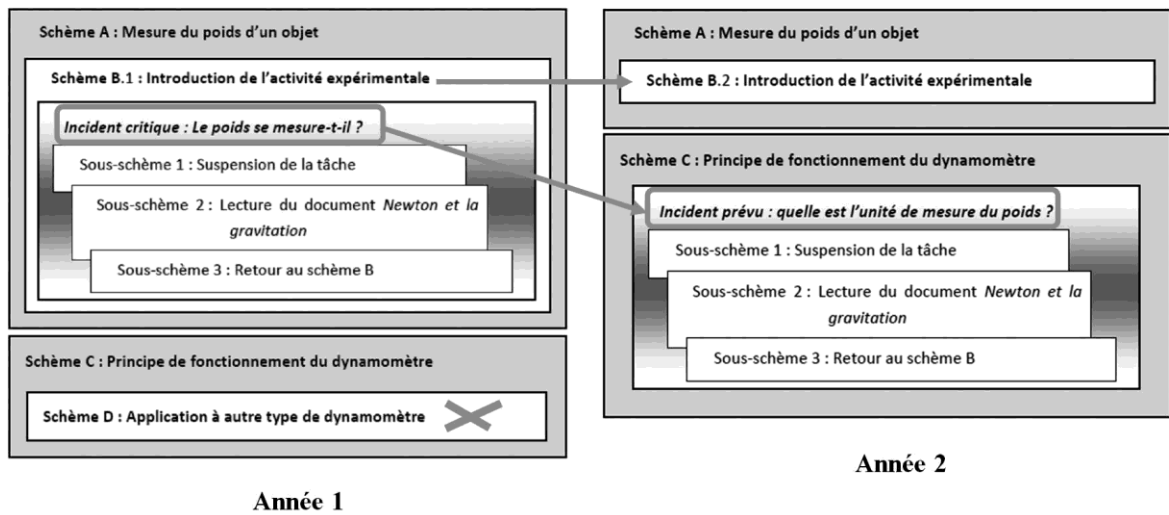 Schème A : Mesure du poids d’un objet
Schème B.1 : Introduction de l’activité expérimentale
Incident critique : Le poids se mesure-t-il ?
Sous-schème 1 : Suspension de la tâche
Sous-schème 2 : Lecture du document Newton et la
gravitation
Sous-schème 3 : Retour au schème B
Schème C : Principe de fonctionnement du dynamomètre
Schème D : Application à autre type de dynamomètre
Année 1
Schème A : Mesure du poids d’un objet
Schème B.2 : Introduction de l’activité expérimentale
Schème C : Principe de fonctionnement du dynamomètre
Incident prévu : quelle est l’unité de mesure du poids ?
Sous-schème 1 : Suspension de la tâche
Sous-schème 2 : Lecture du document Newton et la
gravitation
Sous-schème 3 : Retour au schème B
Année 2